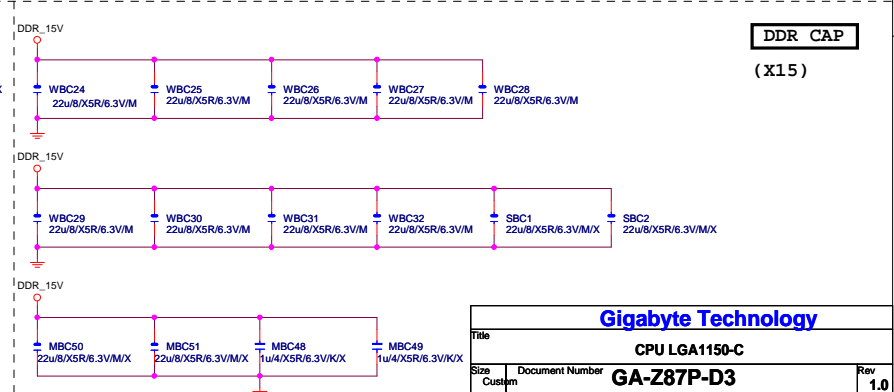 DDR_15V
DDR CAP
(X15)
WBC24 WBC25 WBC26 WBC27 WBC28
22u/8/X5R/6.3V/M 22u/8/X5R/6.3V/M 22u/8/X5R/6.3V/M 22u/8/X5R/6.3V/M 22u/8/X5R/6.3V/M
DDR_15V
WBC29 WBC30 WBC31 WBC32 SBC1 SBC2
22u/8/X5R/6.3V/M 22u/8/X5R/6.3V/M 22u/8/X5R/6.3V/M 22u/8/X5R/6.3V/M 22u/8/X5R/6.3V/M/X 22u/8/X5R/6.3V/M/X
DDR_15V
MBC50 MBC51 MBC48 MBC49
22u/8/X5R/6.3V/M/X 22u/8/X5R/6.3V/M/X 1u/4/X5R/6.3V/K/X 1u/4/X5R/6.3V/K/X
Gigabyte Technology
Title
CPU LGA1150-C
Size Document Number Rev
Custom GA-Z87P-D3 1.0